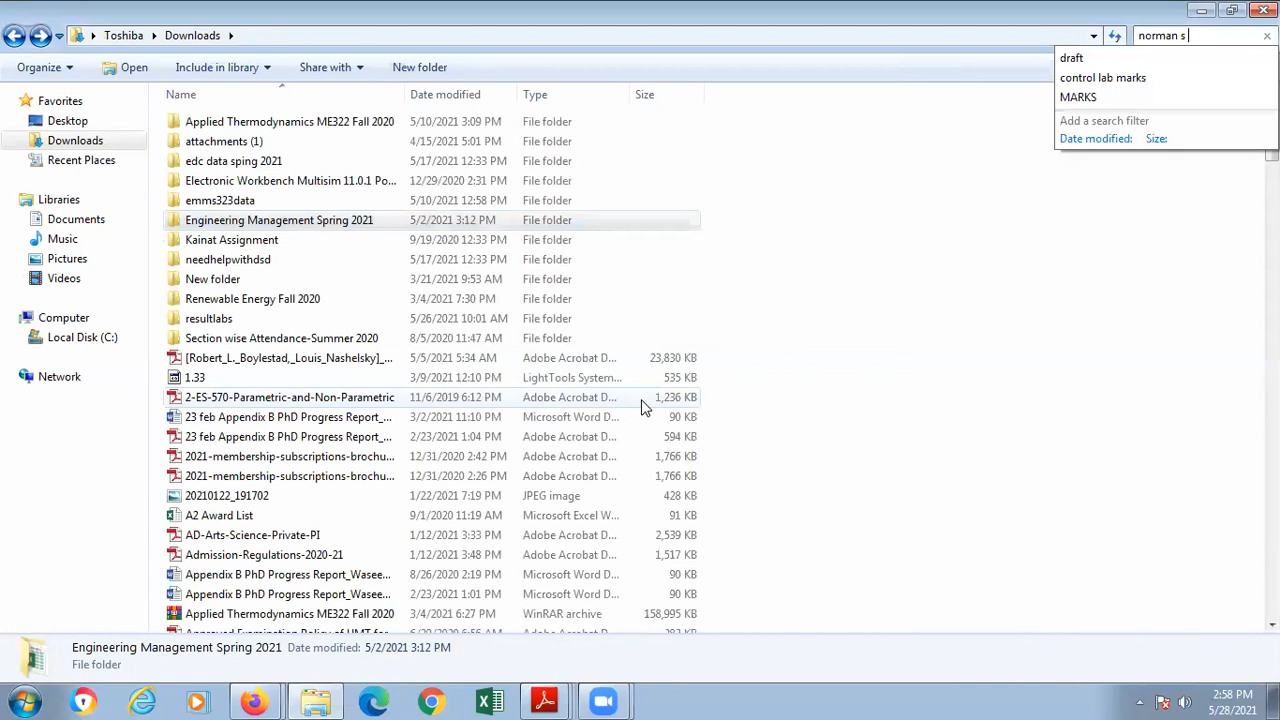 Toshiba Downloads norman s
draft
control lab marks
MARKS
Add a search filter
Date modified: Size:
Organize Open Include in library Share with New folder
Name Date modified Type Size
Favorites
Desktop
Downloads
Recent Places
Libraries
Documents
Music
Pictures
Videos
Computer
Local Disk (C:)
Network
Applied Thermodynamics ME322 Fall 2020 5/10/2021 3:09 PM File folder
attachments (1) 4/15/2021 5:01 PM File folder
edc data sping 2021 5/17/2021 12:33 PM File folder
Electronic Workbench Multisim 11.0.1 Po... 12/29/2020 2:31 PM File folder
emms323data 5/10/2021 12:58 PM File folder
Engineering Management Spring 2021 5/2/2021 3:12 PM File folder
Kainat Assignment 9/19/2020 12:33 PM File folder
needhelpwithdsd 5/17/2021 12:33 PM File folder
New folder 3/21/2021 9:53 AM File folder
Renewable Energy Fall 2020 3/4/2021 7:30 PM File folder
resultlabs 5/26/2021 10:01 AM File folder
Section wise Attendance-Summer 2020 8/5/2020 11:47 AM File folder
[Robert_L._Boylestad,_Louis_Nashelsky]_... 5/5/2021 5:34 AM Adobe Acrobat D... 23,830 KB
1.33 3/9/2021 12:10 PM LightTools System... 535 KB
2-ES-570-Parametric-and-Non-Parametric 11/6/2019 6:12 PM Adobe Acrobat D... 1,236 KB
23 feb Appendix B PhD Progress Report_... 3/2/2021 11:10 PM Microsoft Word D... 90 KB
23 feb Appendix B PhD Progress Report_... 2/23/2021 1:04 PM Adobe Acrobat D... 594 KB
2021-membership-subscriptions-brochu... 12/31/2020 2:42 PM Adobe Acrobat D... 1,766 KB
2021-membership-subscriptions-brochu... 12/31/2020 2:26 PM Adobe Acrobat D... 1,766 KB
20210122_191702 1/22/2021 7:19 PM JPEG image 428 KB
A2 Award List 9/1/2020 11:19 AM Microsoft Excel W... 91 KB
AD-Arts-Science-Private-PI 1/12/2021 3:33 PM Adobe Acrobat D... 2,539 KB
Admission-Regulations-2020-21 1/12/2021 3:48 PM Adobe Acrobat D... 1,517 KB
Appendix B PhD Progress Report_Wasee... 8/26/2020 2:19 PM Microsoft Word D... 90 KB
Appendix B PhD Progress Report_Wasee... 2/23/2021 1:01 PM Microsoft Word D... 90 KB
Applied Thermodynamics ME322 Fall 2020 3/4/2021 6:27 PM WinRAR archive 158,995 KB
Engineering Management Spring 2021 Date modified: 5/2/2021 3:12 PM
File folder
2:58 PM
5/28/2021